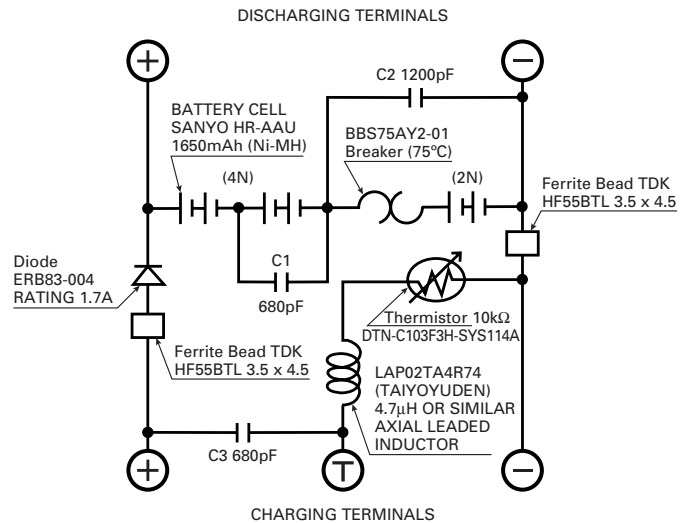 DISCHARGING TERMINALS
+
−
C2 1200pF
BATTERY CELL
SANYO HR-AAU
1650mAh (Ni-MH)
BBS75AY2-01
Breaker (75°C)
(4N)
(2N)
Ferrite Bead TDK
HF55BTL 3.5 x 4.5
C1
680pF
Diode
ERB83-004
RATING 1.7A
Thermistor 10kΩ
DTN-C103F3H-SYS114A
Ferrite Bead TDK
HF55BTL 3.5 x 4.5
LAP02TA4R74
(TAIYOYUDEN)
4.7µH OR SIMILAR
AXIAL LEADED
INDUCTOR
C3 680pF
+
T
−
CHARGING TERMINALS